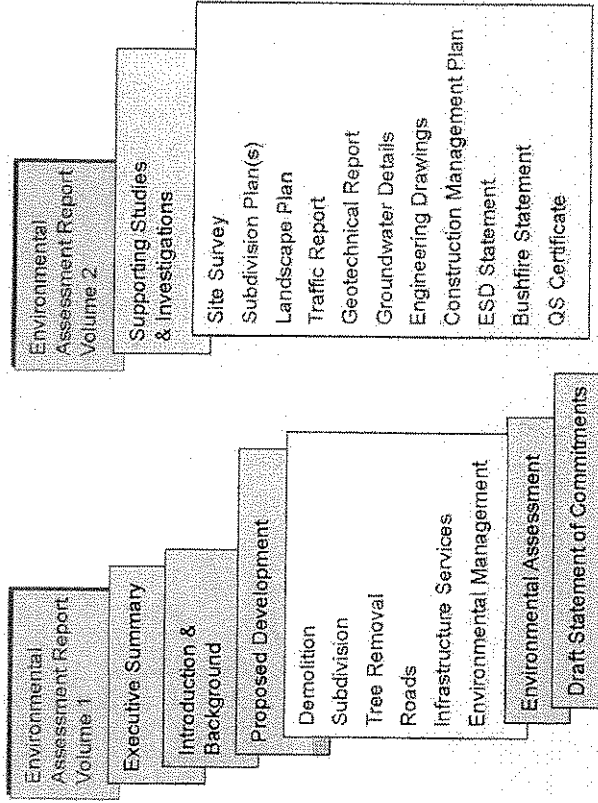 Environmental
Assessment Report
Volume 1
Executive Summary
Introduction &
Background
Proposed Development
Demolition
Subdivision
Tree Removal
Roads
Infrastructure Services
Environmental Management
Environmental Assessment
Draft Statement of Commitments
Environmental
Assessment Report
Volume 2
Supporting Studies
& Investigations
Site Survey
Subdivision Plan(s)
Landscape Plan
Traffic Report
Geotechnical Report
Groundwater Details
Engineering Drawings
Construction Management Plan
ESD Statement
Bushfire Statement
QS Certificate